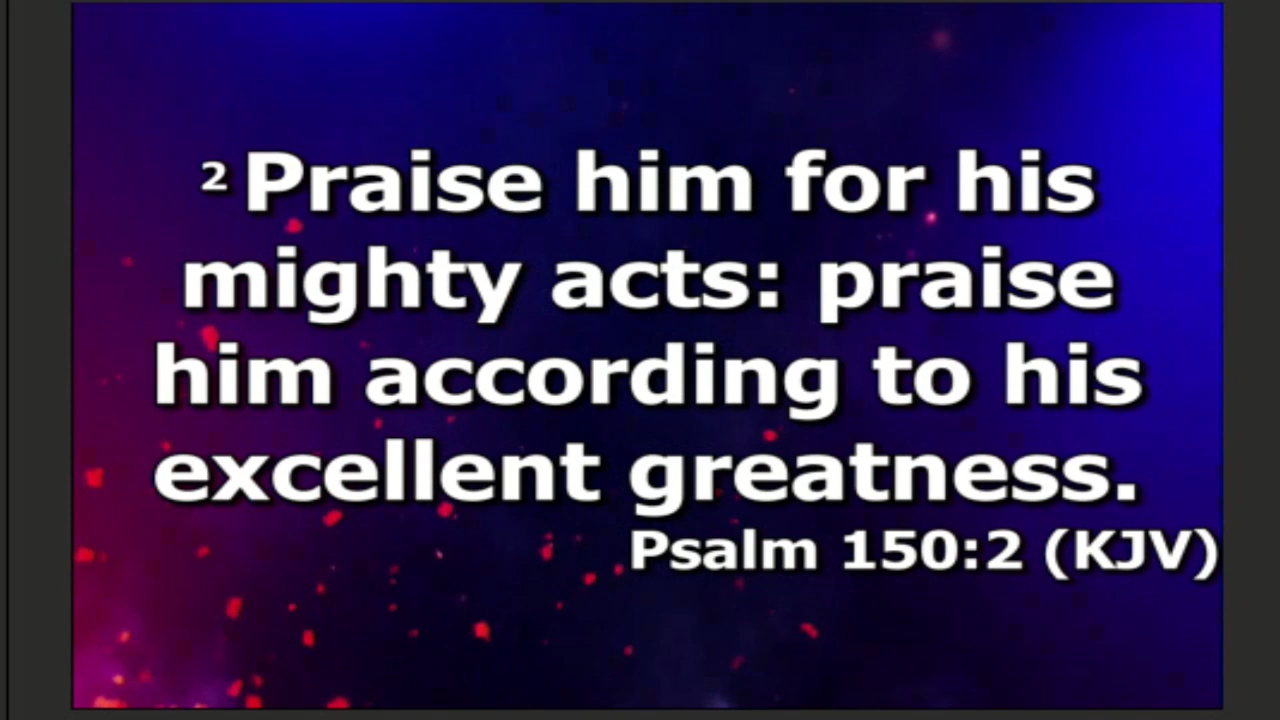 2 Praise him for his
mighty acts: praise
him according to his
excellent greatness.
Psalm 150:2 (KJV)